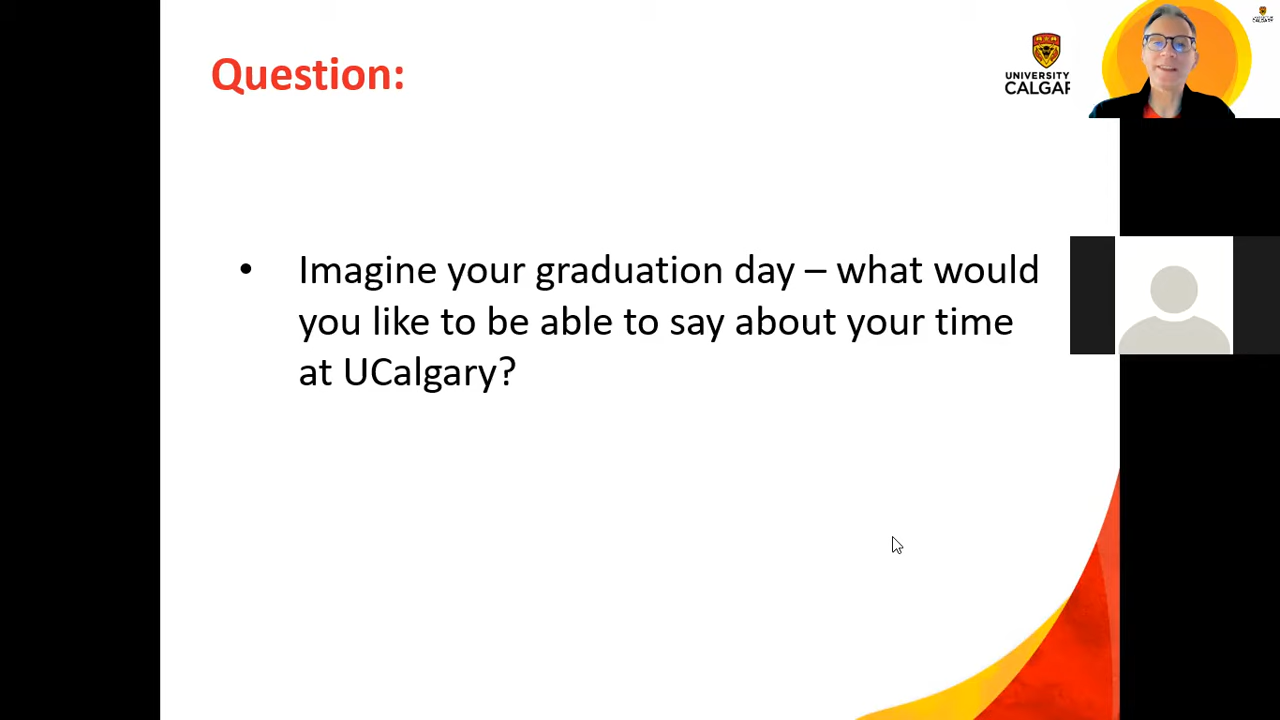 Question:
UNIVERSITY
CALGAR
• Imagine your graduation day – what would
you like to be able to say about your time
at UCalgary?